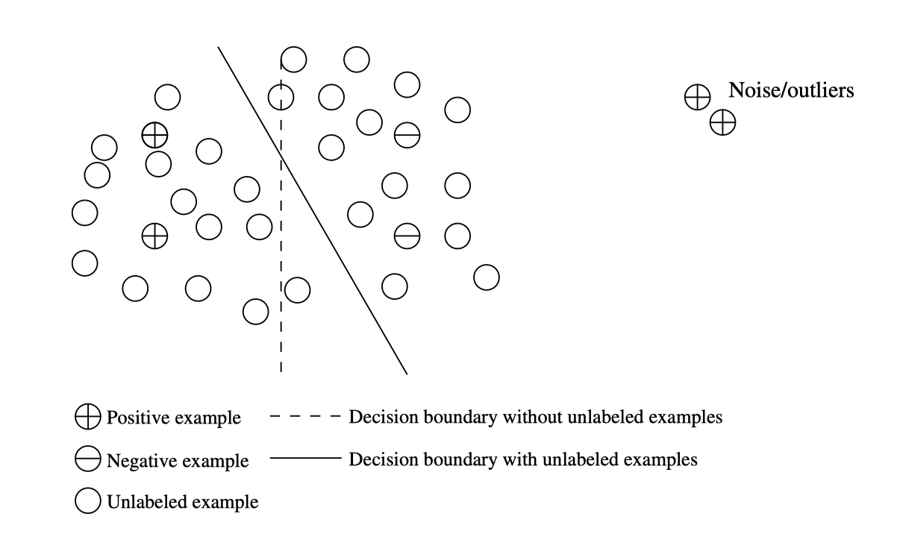 Noise/outliers
Positive example
Decision boundary without unlabeled examples
Negative example
Decision boundary with unlabeled examples
Unlabeled example